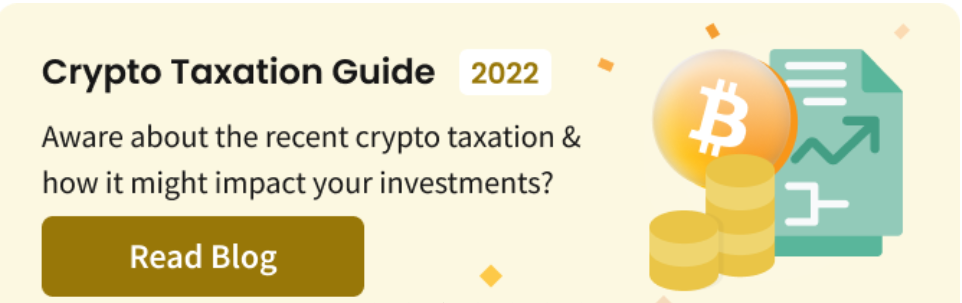 Crypto Taxation Guide 2022
Aware about the recent crypto taxation &
how it might impact your investments?
Read Blog